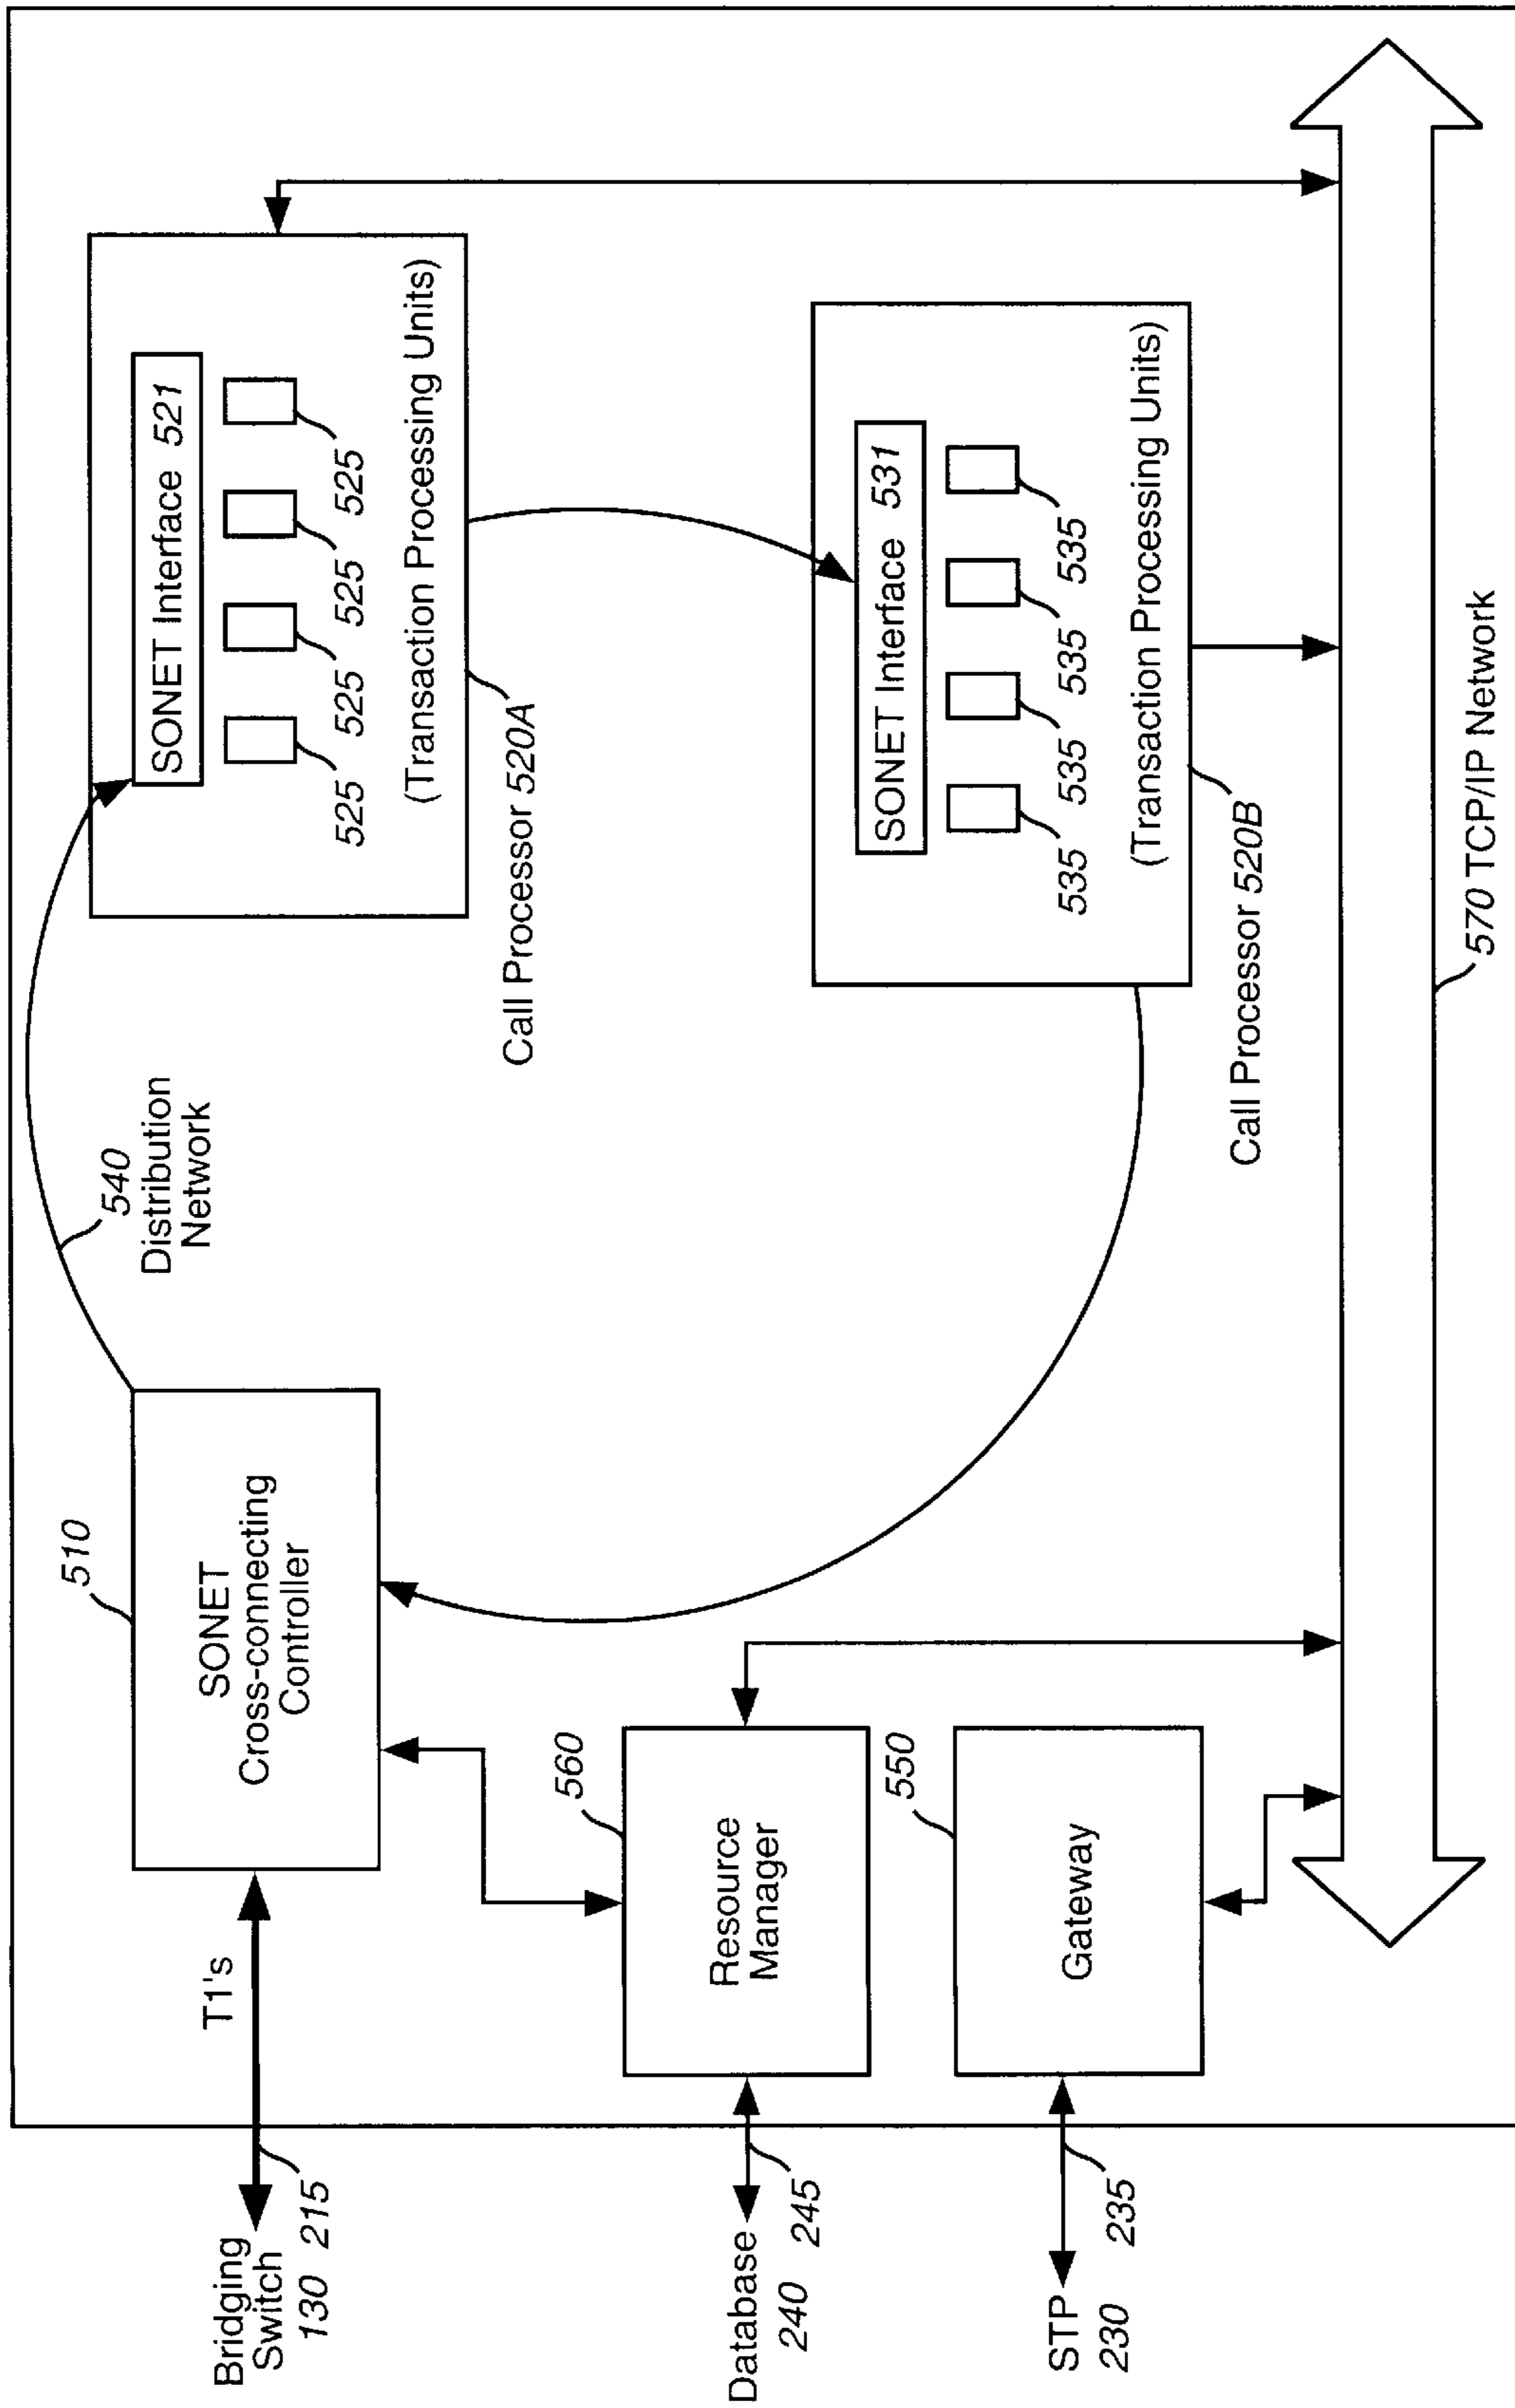 Bridging
Switch
130
215
T1's
510
SONET
Cross-connecting
Controller
540
Distribution
Network
SONET Interface 521
525
525
525
525
(Transaction Processing Units)
Call Processor 520A
Database
240
245
560
Resource
Manager
SONET Interface 531
535
535
535
535
(Transaction Processing Units)
Call Processor 520B
STP
230
235
550
Gateway
570 TCP/IP Network